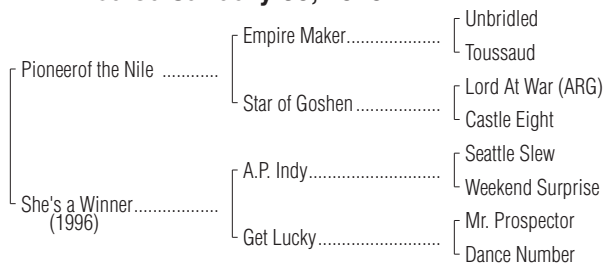 Unbridled
Empire Maker
Toussaud
Pioneerof the Nile
Lord At War (ARG)
Star of Goshen
Castle Eight
Seattle Slew
A.P. Indy
Weekend Surprise
She's a Winner
(1996)
Mr. Prospector
Get Lucky
Dance Number